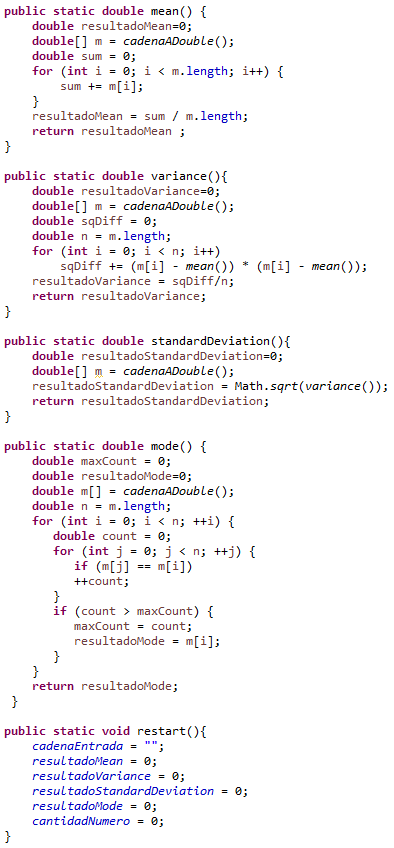 public static double mean() {
    double resultadoMean=0;
    double[] m = cadenaADouble();
    double sum = 0;
    for (int i = 0; i < m.length; i++) {
        sum += m[i];
    }
    resultadoMean = sum / m.length;
    return resultadoMean ;
}

public static double variance(){
    double resultadoVariance=0;
    double[] m = cadenaADouble();
    double sqDiff = 0;
    double n = m.length;
    for (int i = 0; i < n; i++)
        sqDiff += (m[i] - mean()) * (m[i] - mean());
    resultadoVariance = sqDiff/n;
    return resultadoVariance;
}

public static double standardDeviation(){
    double resultadoStandardDeviation=0;
    double[] m = cadenaADouble();
    resultadoStandardDeviation = Math.sqrt(variance());
    return resultadoStandardDeviation;
}

public static double mode() {
    double maxCount = 0;
    double resultadoMode=0;
    double m[] = cadenaADouble();
    double n = m.length;
    for (int i = 0; i < n; ++i) {
       double count = 0;
       for (int j = 0; j < n; ++j) {
          if (m[j] == m[i])
          ++count;
       }
       if (count > maxCount) {
          maxCount = count;
          resultadoMode = m[i];
       }
    }
    return resultadoMode;
 }

public static void restart(){
    cadenaEntrada = "";
    resultadoMean = 0;
    resultadoVariance = 0;
    resultadoStandardDeviation = 0;
    resultadoMode = 0;
    cantidadNumero = 0;
}